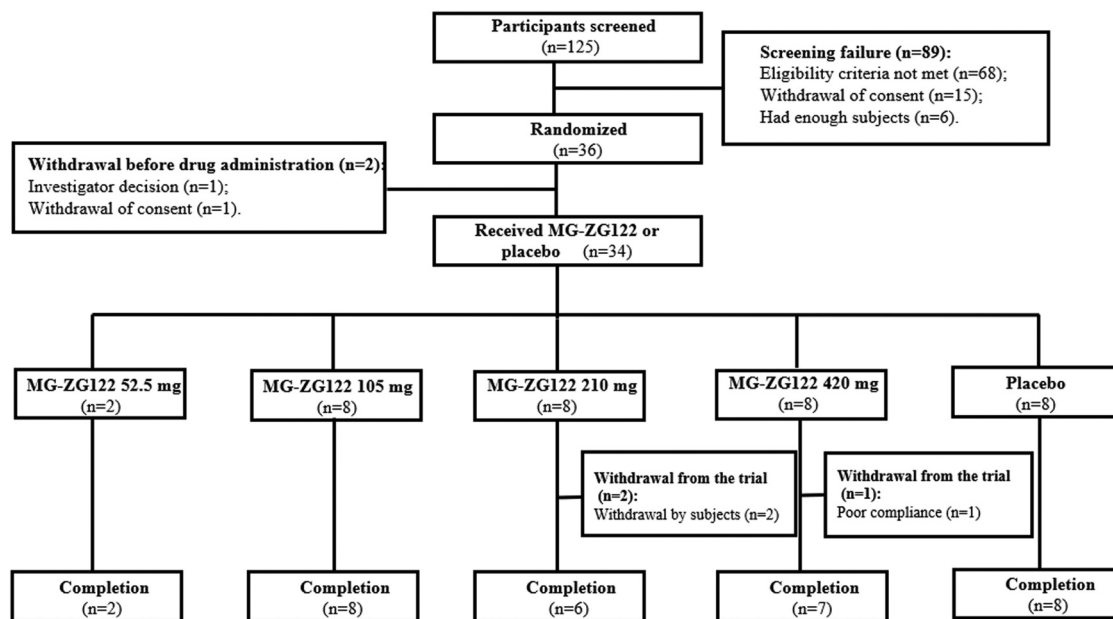 Participants screened
(n=125)
Screening failure (n=89):
Eligibility criteria not met (n=68);
Withdrawal of consent (n=15);
Had enough subjects (n=6).
Randomized
(n=36)
Withdrawal before drug administration (n=2):
Investigator decision (n=1);
Withdrawal of consent (n=1).
Received MG-ZG122 or
placebo (n=34)
MG-ZG122 52.5 mg
(n=2)
MG-ZG122 105 mg
(n=8)
MG-ZG122 210 mg
(n=8)
MG-ZG122 420 mg
(n=8)
Placebo
(n=8)
Withdrawal from the trial
(n=2):
Withdrawal by subjects (n=2)
Withdrawal from the trial
(n=1):
Poor compliance (n=1)
Completion
(n=2)
Completion
(n=8)
Completion
(n=6)
Completion
(n=7)
Completion
(n=8)